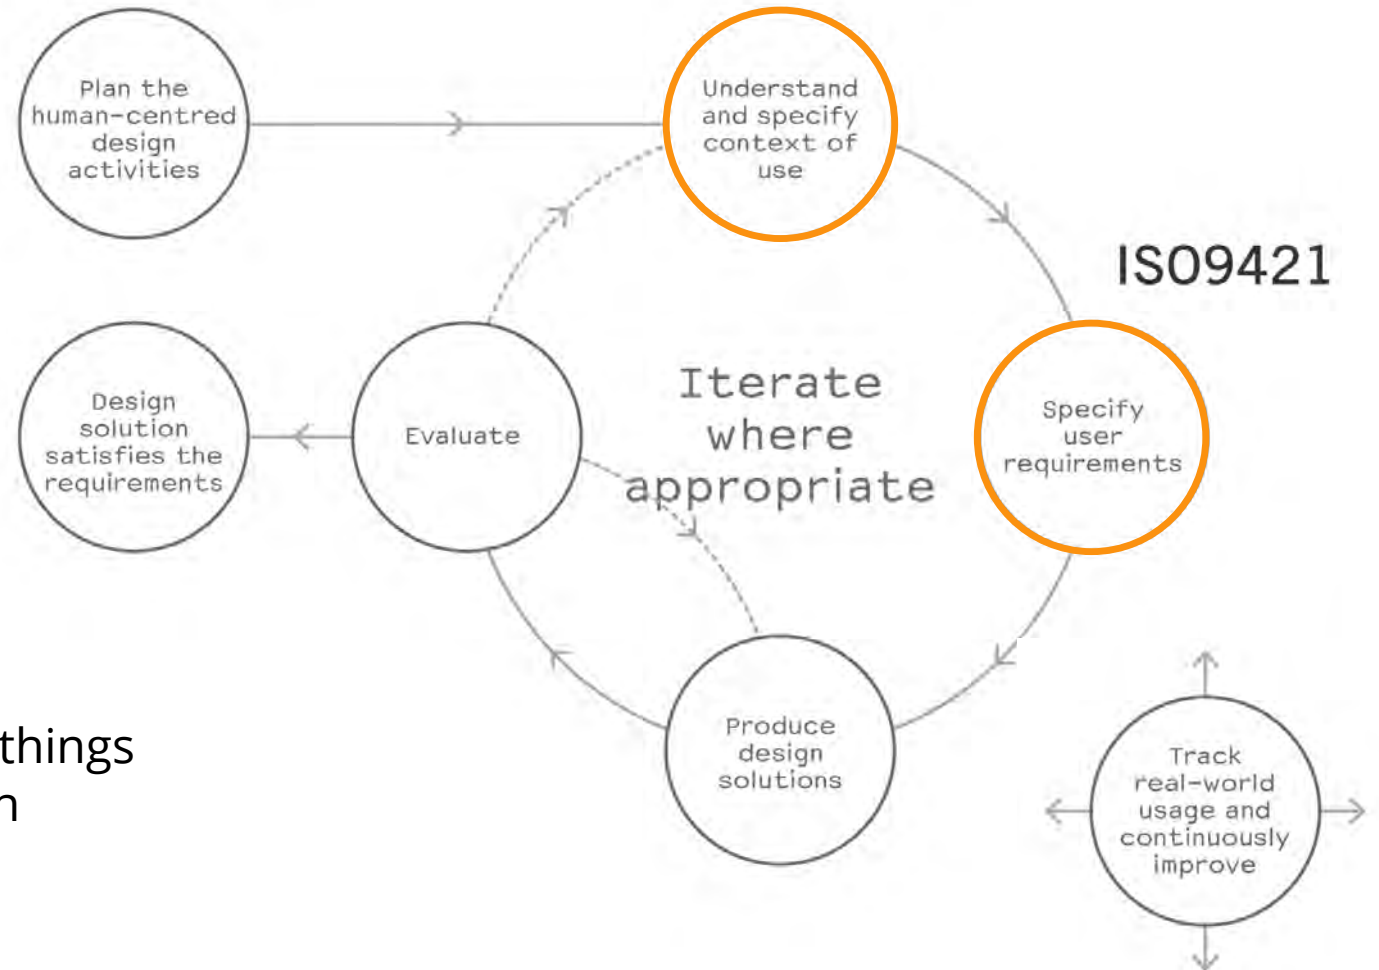 Plan the
human-centred
design
activities
Understand
and specify
context of
use
ISO9421
Design
solution
satisfies the
requirements
Evaluate
Iterate
where
appropriate
Specify
user
requirements
things
n
Produce
design
solutions
Track
real-world
usage and
continuously
improve